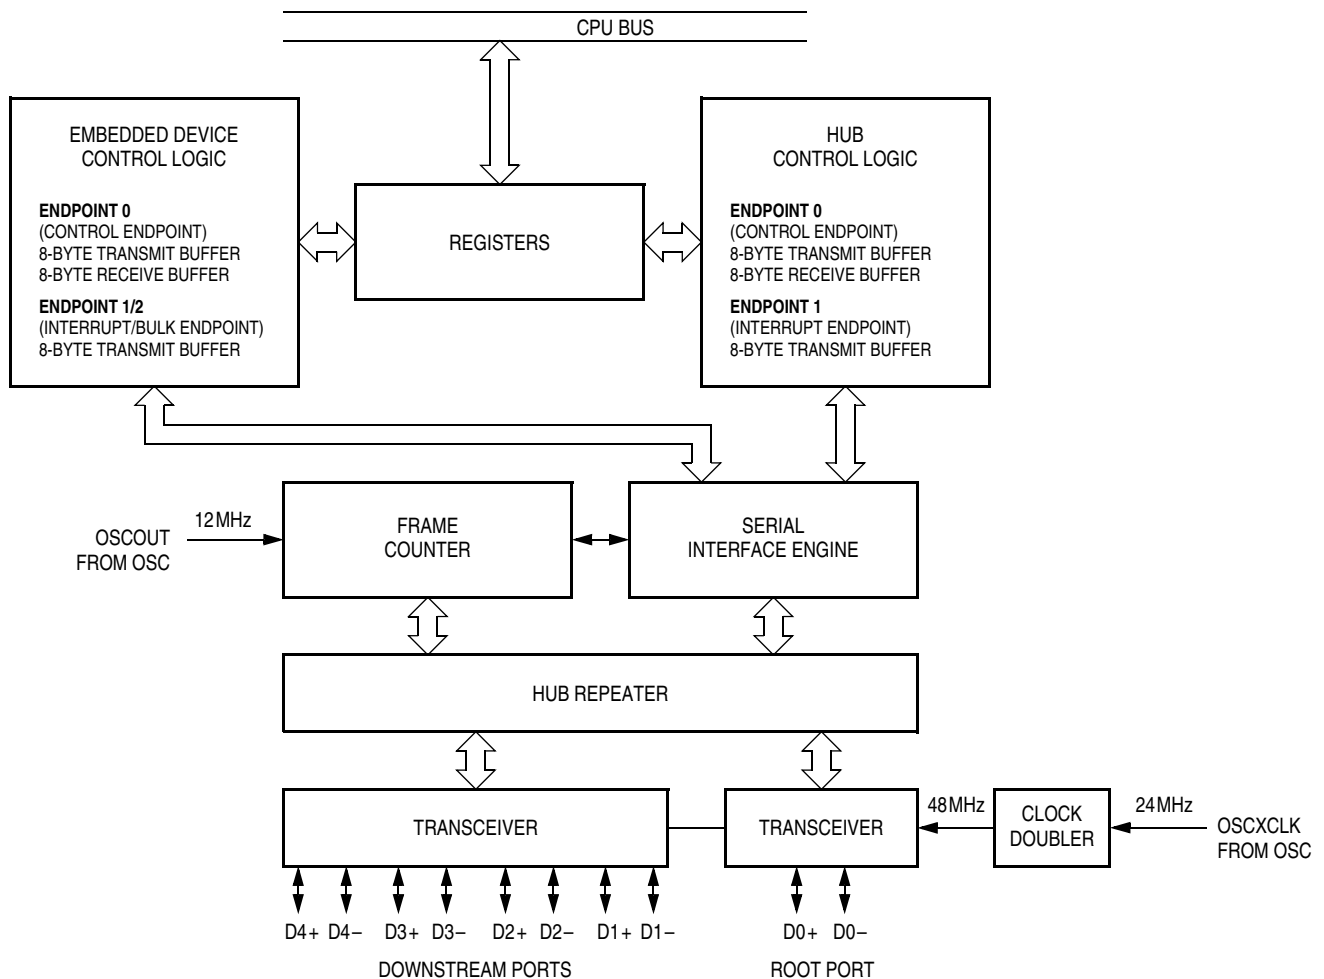 CPU BUS
EMBEDDED DEVICE
CONTROL LOGIC
ENDPOINT 0
(CONTROL ENDPOINT)
8-BYTE TRANSMIT BUFFER
8-BYTE RECEIVE BUFFER
ENDPOINT 1/2
(INTERRUPT/BULK ENDPOINT)
8-BYTE TRANSMIT BUFFER
REGISTERS
HUB
CONTROL LOGIC
ENDPOINT 0
(CONTROL ENDPOINT)
8-BYTE TRANSMIT BUFFER
8-BYTE RECEIVE BUFFER
ENDPOINT 1
(INTERRUPT ENDPOINT)
8-BYTE TRANSMIT BUFFER
OSCOUT
FROM OSC
12MHz
FRAME
COUNTER
SERIAL
INTERFACE ENGINE
HUB REPEATER
TRANSCEIVER
TRANSCEIVER
48MHz
CLOCK
DOUBLER
24MHz
OSCXCLK
FROM OSC
D4+ D4– D3+ D3– D2+ D2– D1+ D1–
DOWNSTREAM PORTS
D0+ D0–
ROOT PORT